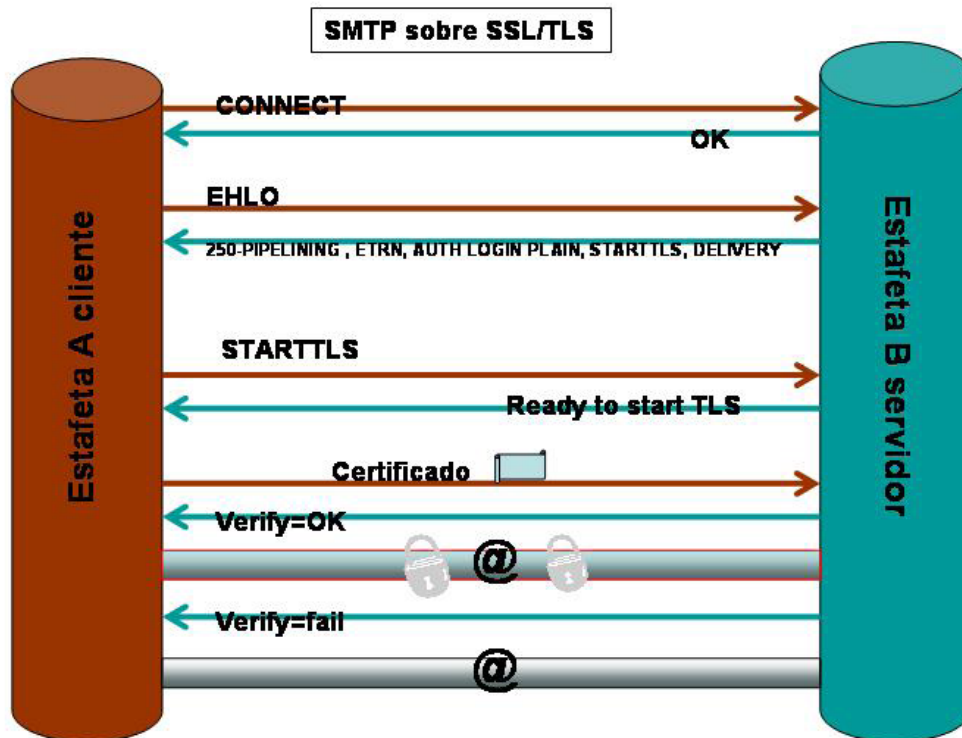 SMTP sobre SSL/TLS
CONNECT
OK
EHLO
250-PIPELINING , ETRN, AUTH LOGIN PLAIN, STARTTLS, DELIVERY
STARTTLS
Ready to start TLS
Certificado
Verify=OK
@
Verify=fail
@
Estafeta A cliente
Estafeta B servidor